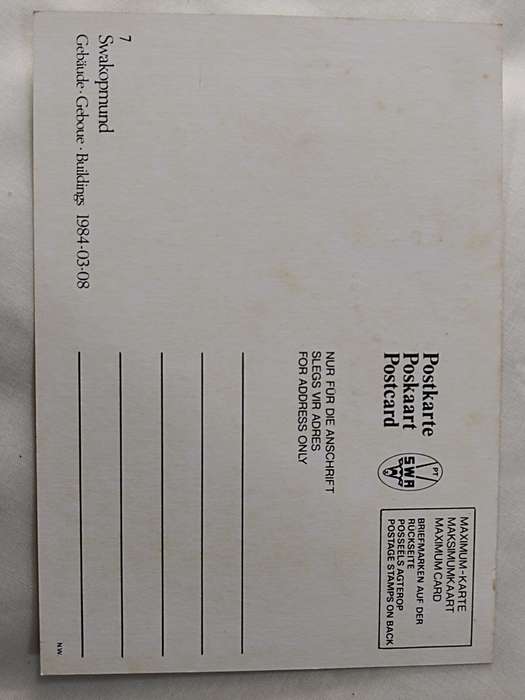 Postkarte
Poskaart
Postcard
PT
SWA
MAXIMUM-KARTE
MAKSIMUMKAART
MAXIMUM CARD
BRIEFMARKEN AUF DER
RÜCKSEITE
POSSEËLS AGTEROP
POSTAGE STAMPS ON BACK
NUR FÜR DIE ANSCHRIFT
SLEGS VIR ADRES
FOR ADDRESS ONLY
7
Swakopmund
Gebäude · Geboue · Buildings 1984·03·08
N.W.